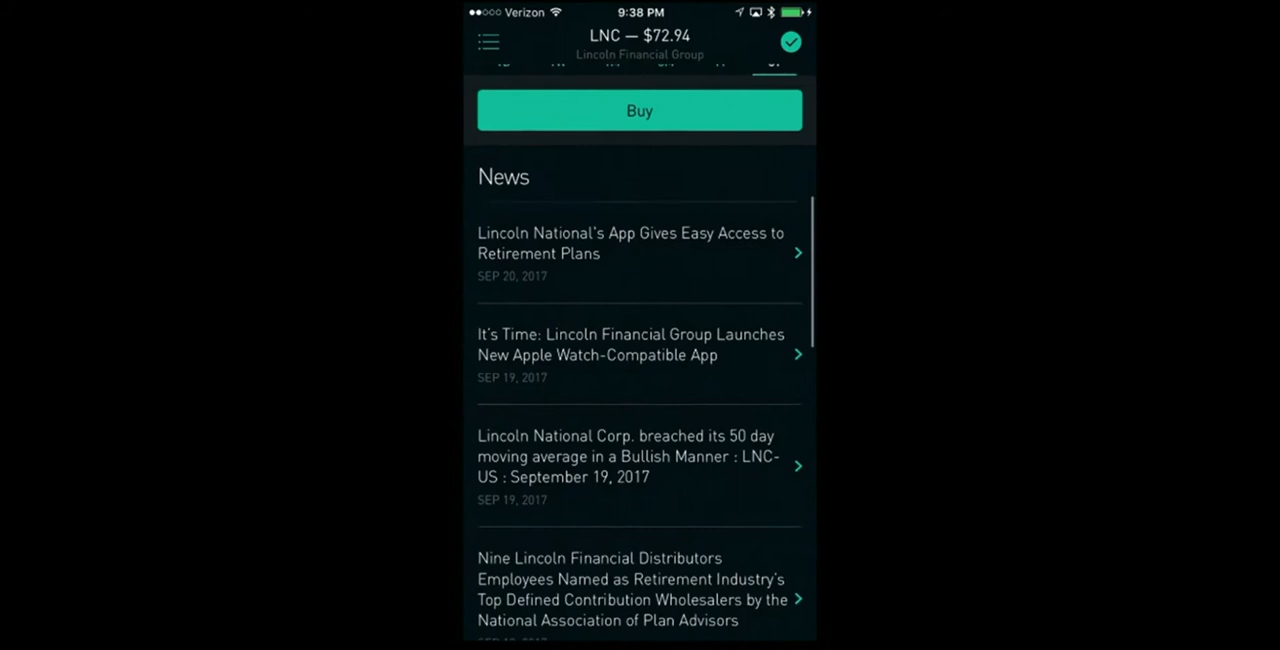 Verizon 9:38 PM
LNC — $72.94
Lincoln Financial Group
Buy
News
Lincoln National's App Gives Easy Access to
Retirement Plans
SEP 20, 2017
It's Time: Lincoln Financial Group Launches
New Apple Watch-Compatible App
SEP 19, 2017
Lincoln National Corp. breached its 50 day
moving average in a Bullish Manner : LNC-
US : September 19, 2017
SEP 19, 2017
Nine Lincoln Financial Distributors
Employees Named as Retirement Industry's
Top Defined Contribution Wholesalers by the
National Association of Plan Advisors